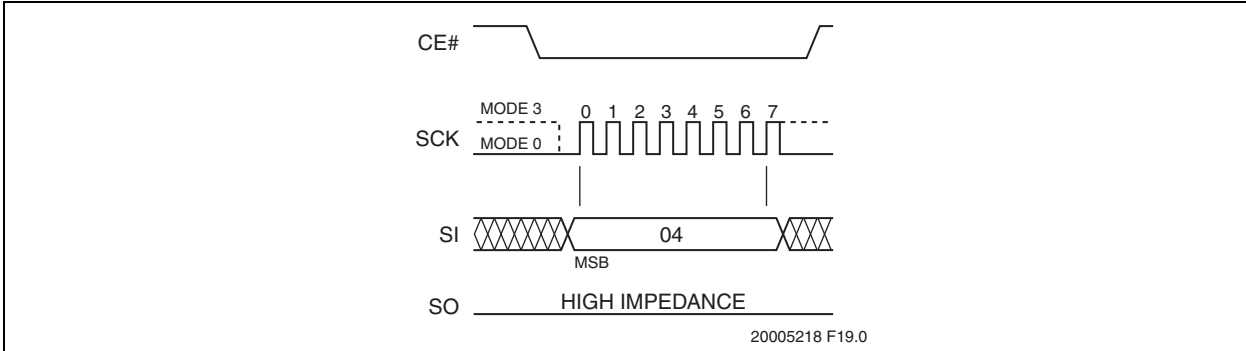 CE#
MODE 3
0 1 2 3 4 5 6 7
SCK
MODE 0
SI
04
MSB
SO
HIGH IMPEDANCE
20005218 F19.0